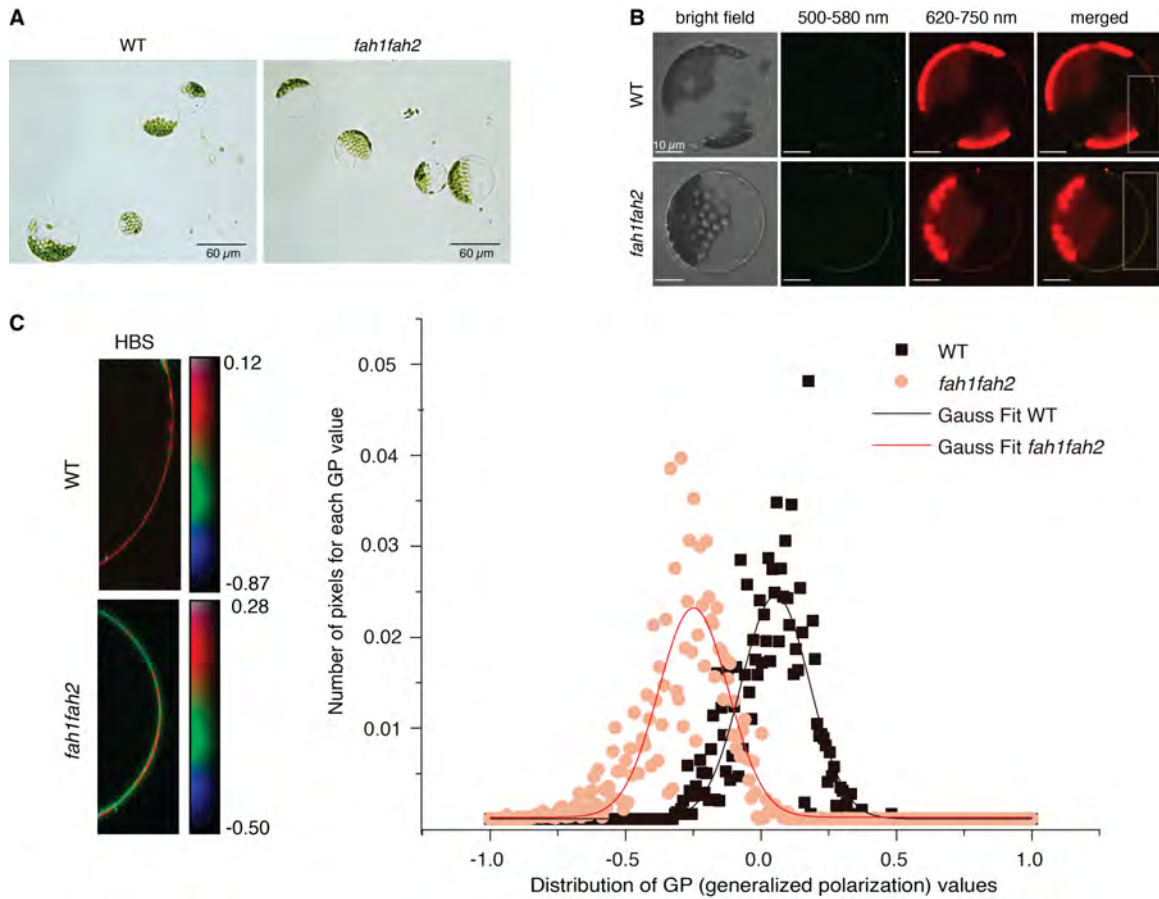 A
WT
fah1fah2
60 µm
60 µm
B
bright field
500-580 nm
620-750 nm
merged
WT
10 µm
fah1fah2
C
HBS
WT
0.12
-0.87
fah1fah2
0.28
-0.50
Number of pixels for each GP value
0.05
0.04
0.03
0.02
0.01
-1.0
-0.5
0.0
0.5
1.0
Distribution of GP (generalized polarization) values
WT
fah1fah2
Gauss Fit WT
Gauss Fit fah1fah2